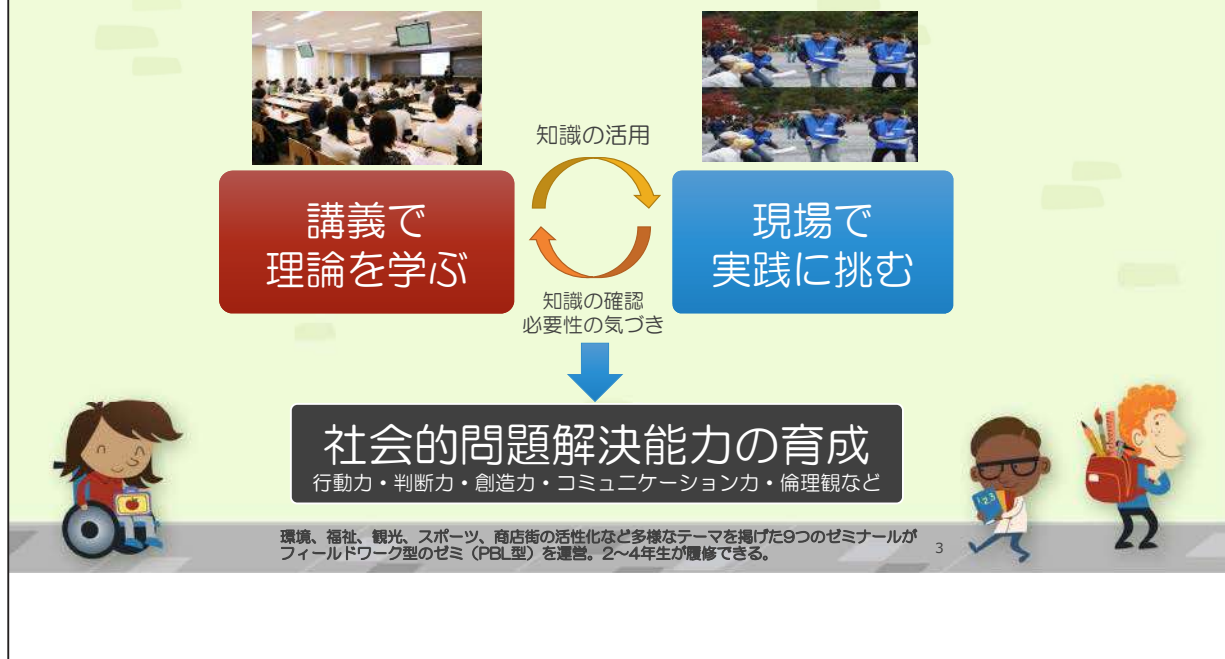 知識の活用
講義で
理論を学ぶ
現場で
実践に挑む
知識の確認
必要性の気づき
社会的問題解決能力の育成
行動力・判断力・創造力・コミュニケーション力・倫理観など
環境、福祉、観光、スポーツ、商店街の活性化など多様なテーマを掲げた9つのゼミナールが
フィールドワーク型のゼミ（PBL型）を運営。2～4年生が履修できる。
3
123